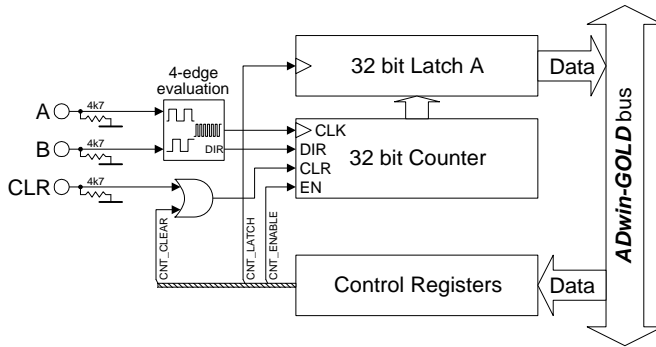 4-edge
evaluation
32 bit Latch A
Data
A
4k7
CLK
B
4k7
DIR
DIR
32 bit Counter
CLR
4k7
CLR
EN
CNT_CLEAR
CNT_LATCH
CNT_ENABLE
Control Registers
Data
ADwin-GOLD bus